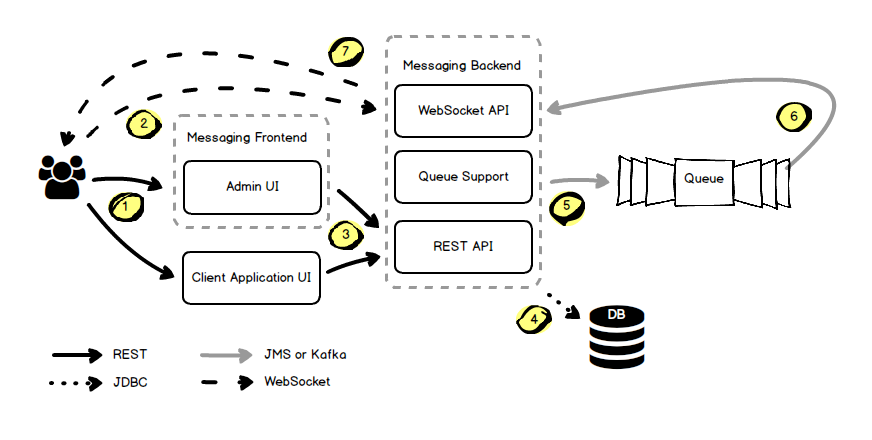 7
Messaging Backend
WebSocket API
6
2
Messaging Frontend
Admin UI
Queue Support
Queue
1
5
3
REST API
Client Application UI
4
DB
REST
JMS or Kafka
JDBC
WebSocket